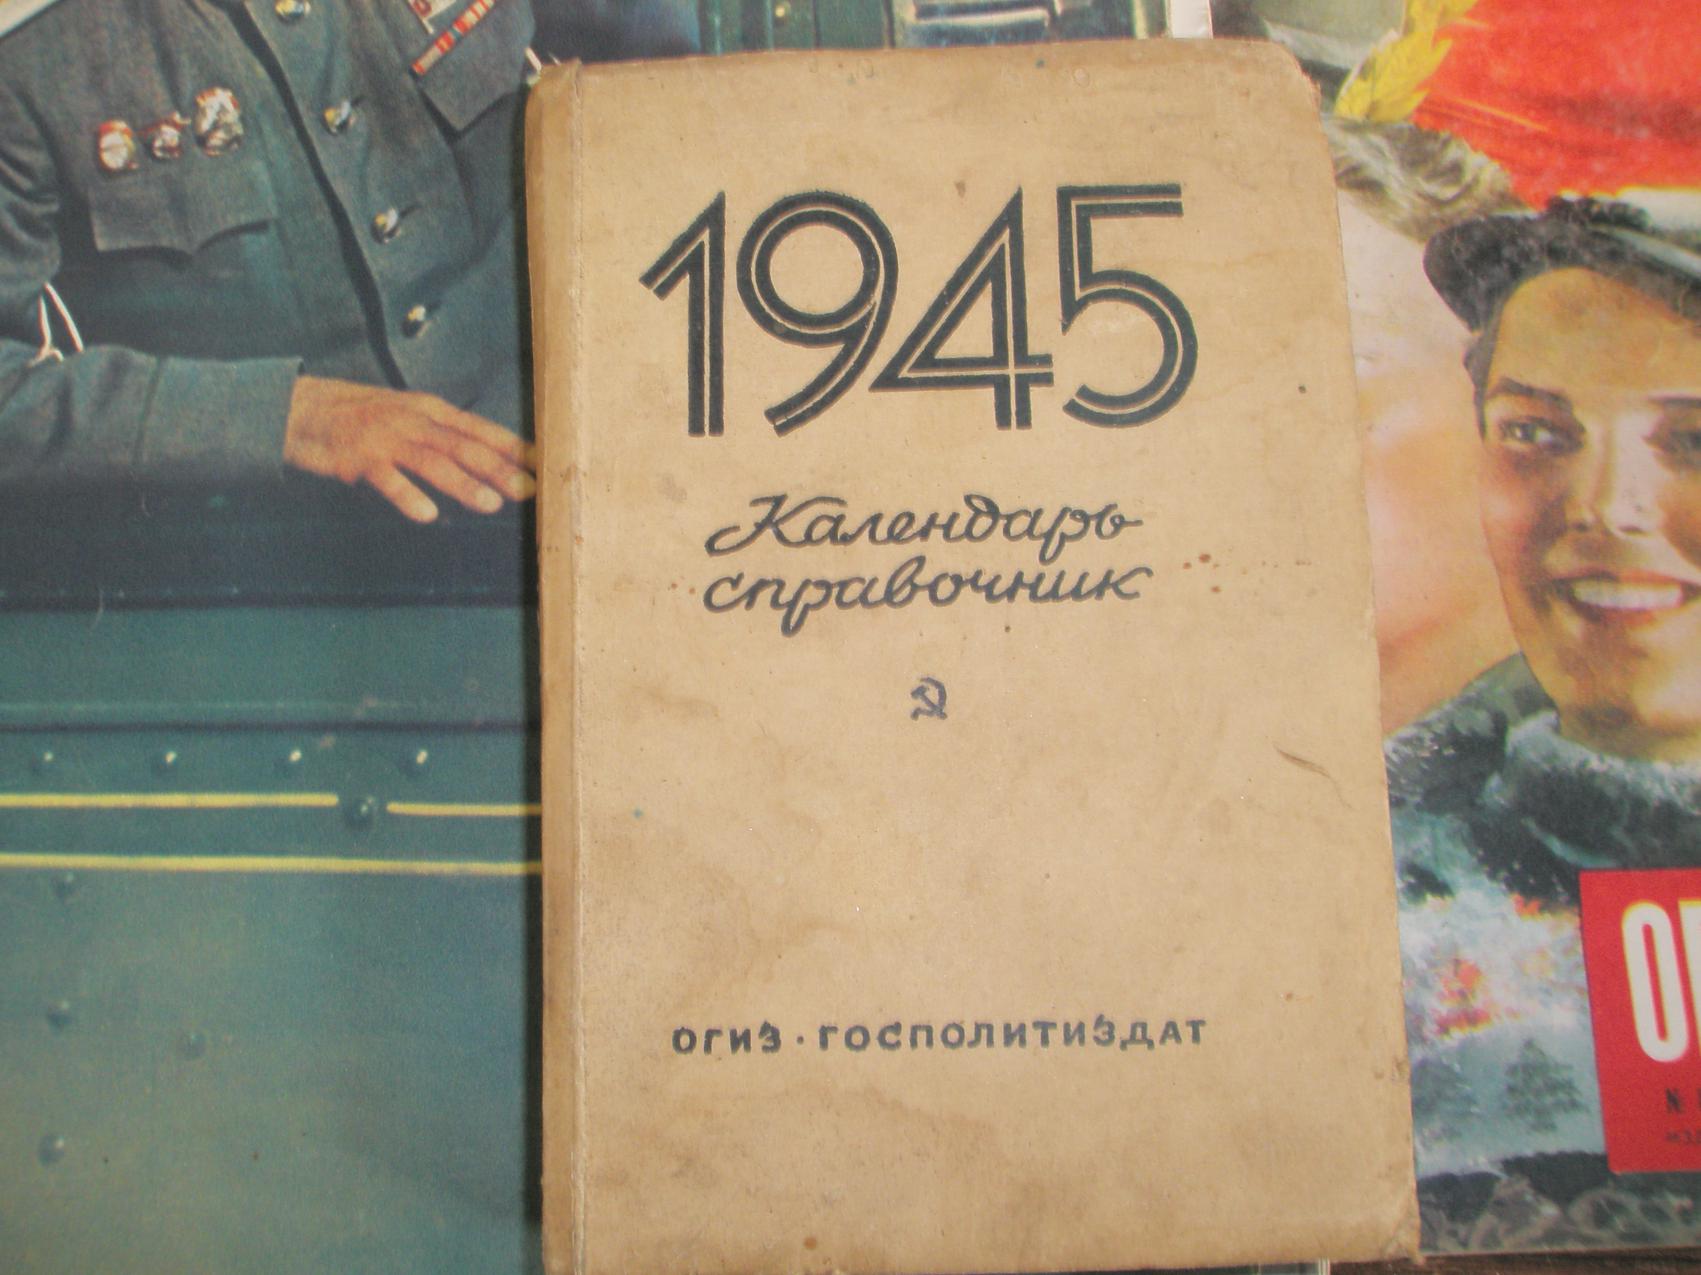 1945
Календарь
справочник
ОГИЗ · ГОСПОЛИТИЗДАТ